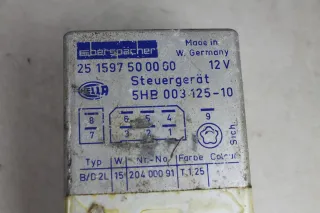 Eberspächer
Made in
W. Germany
25 1597 50 00 00 12 V
Steuergerät
HELLA 5HB 003 125-10
8 6 5 4 9
7 3 2 1
Sich.
Typ W. Nr.-No. Farbe Colour
B/D2L 15 204 000 91 T.1.25